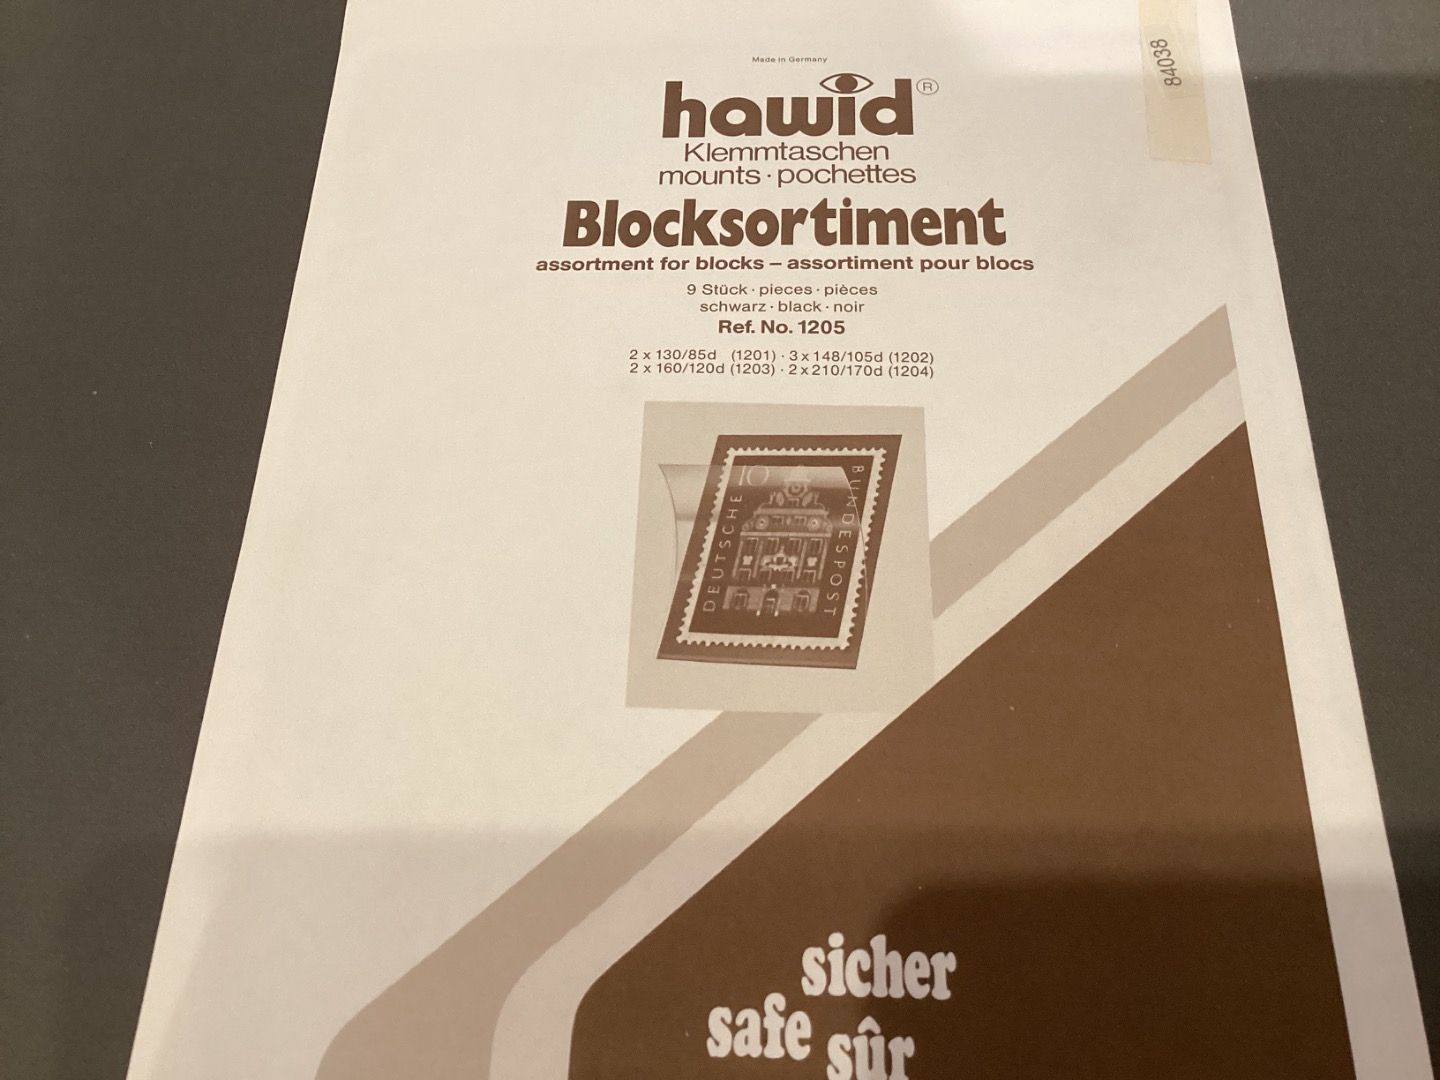 Made in Germany
84038
hawid ®
Klemmtaschen
mounts · pochettes
Blocksortiment
assortment for blocks – assortiment pour blocs
9 Stück · pieces · pièces
schwarz · black · noir
Ref. No. 1205
2 x 130/85d (1201) · 3 x 148/105d (1202)
2 x 160/120d (1203) · 2 x 210/170d (1204)
10
DEUTSCHE
BUNDESPOST
sicher
safe
sûr